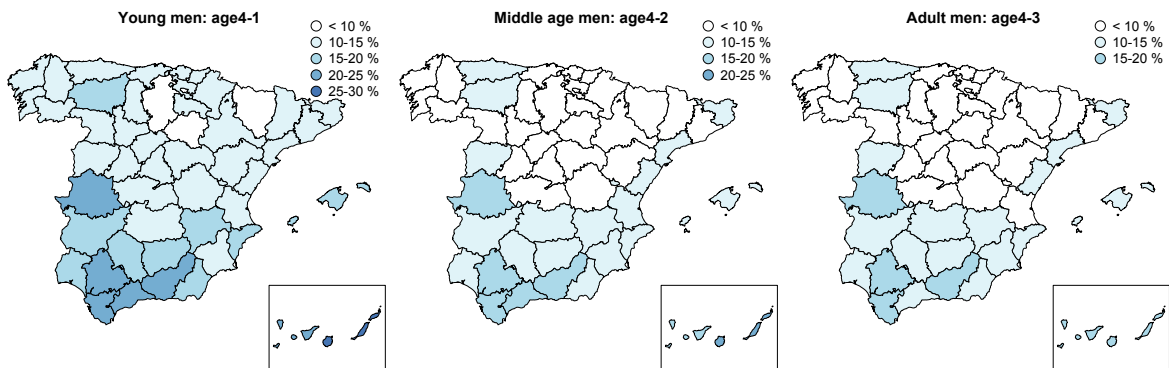 Young men: age4-1
< 10 %
10-15 %
15-20 %
20-25 %
25-30 %
Middle age men: age4-2
< 10 %
10-15 %
15-20 %
20-25 %
Adult men: age4-3
< 10 %
10-15 %
15-20 %